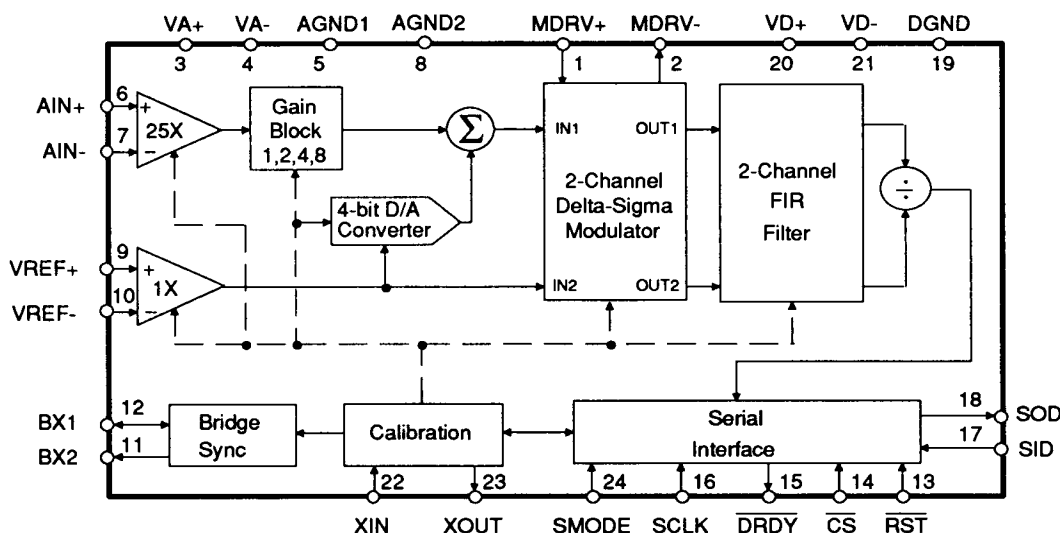 VA+ VA- AGND1 AGND2 MDRV+ MDRV- VD+ VD- DGND
3 4 5 8 1 2 20 21 19
AIN+ 6
AIN- 7
+
25X
−
Gain
Block
1,2,4,8
Σ
IN1 OUT1
2-Channel
Delta-Sigma
Modulator
IN2 OUT2
2-Channel
FIR
Filter
÷
4-bit D/A
Converter
VREF+ 9
VREF- 10
+
1X
−
BX1 12
BX2 11
Bridge
Sync
Calibration
Serial
Interface
18 SOD
17 SID
22 23 24 16 15 14 13
XIN XOUT SMODE SCLK D̅R̅D̅Y̅ C̅S̅ R̅S̅T̅